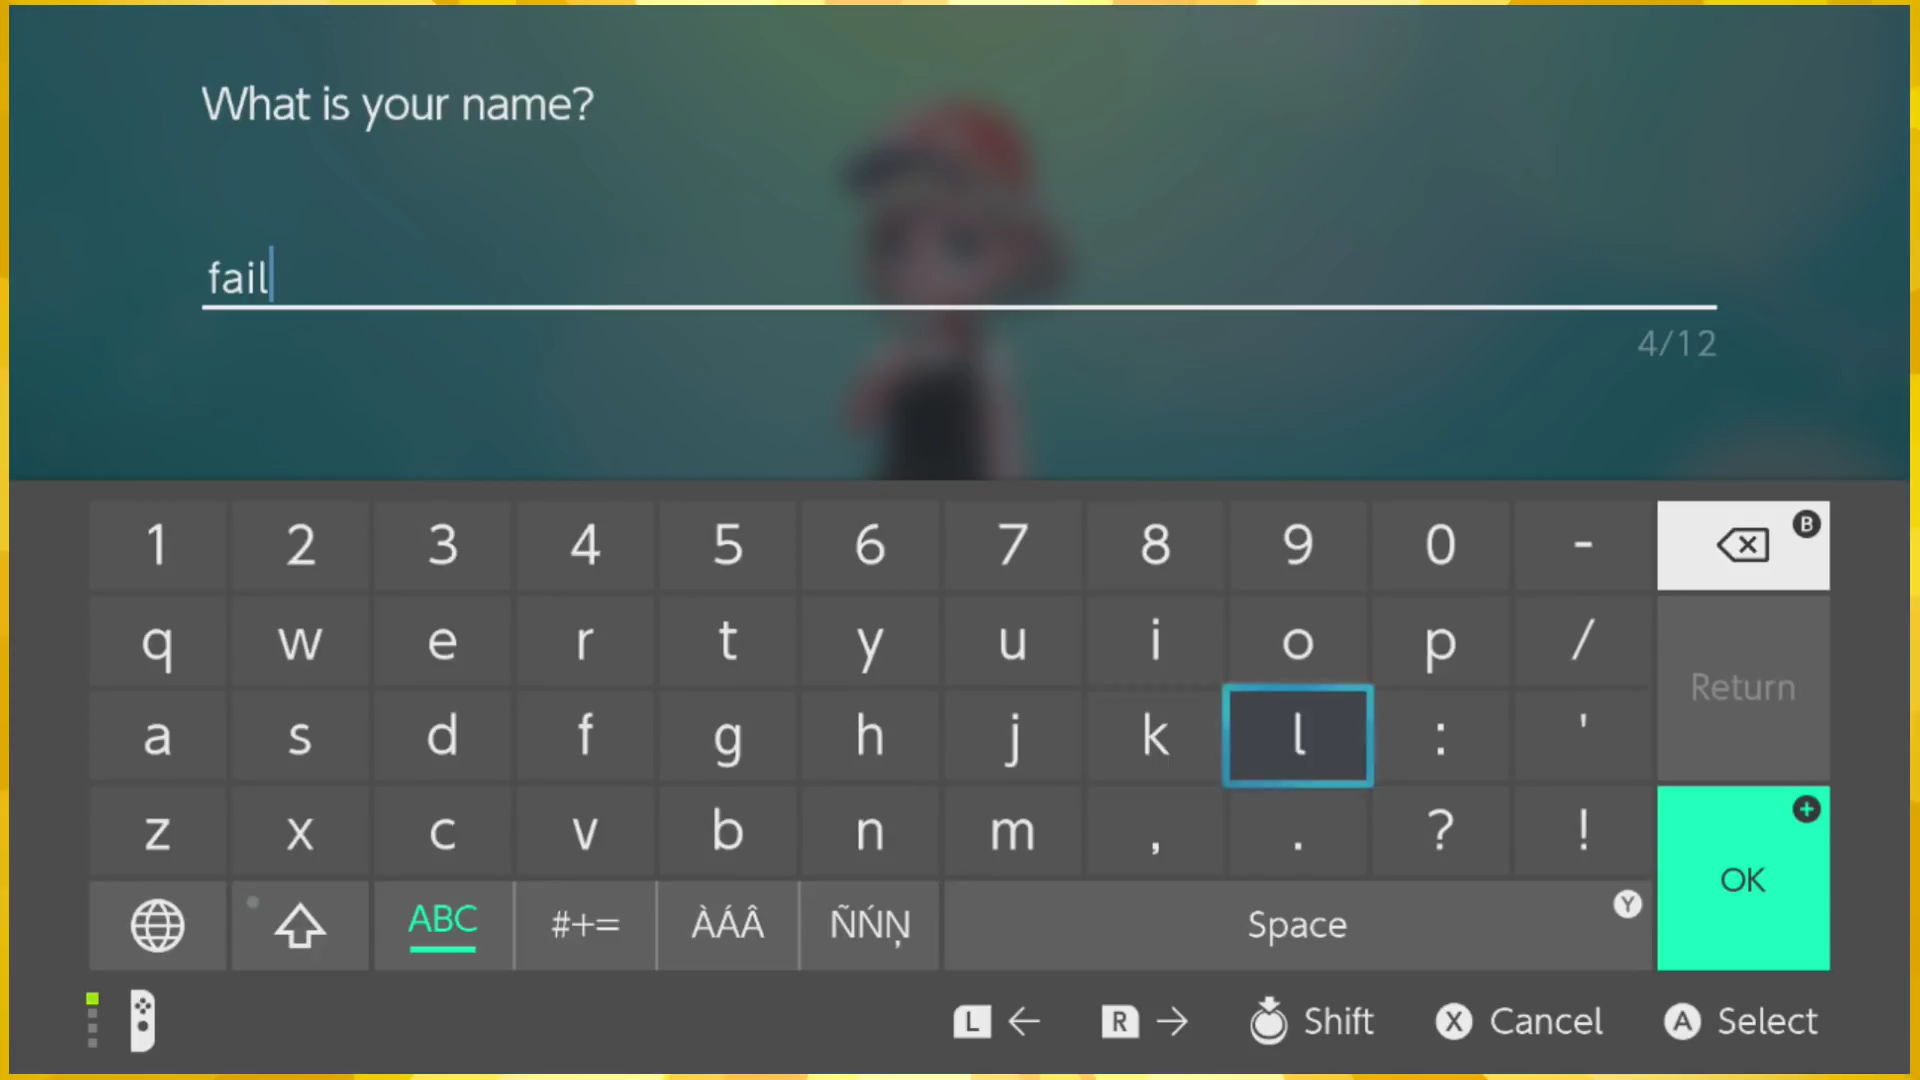 What is your name?
fail
4/12
1 2 3 4 5 6 7 8 9 0 - B
q w e r t y u i o p /
Return
a s d f g h j k l : '
z x c v b n m , . ? ! +
OK
ABC #+= ÀÁÂ ÑŃŅ Space Y
L ← R → Shift X Cancel A Select